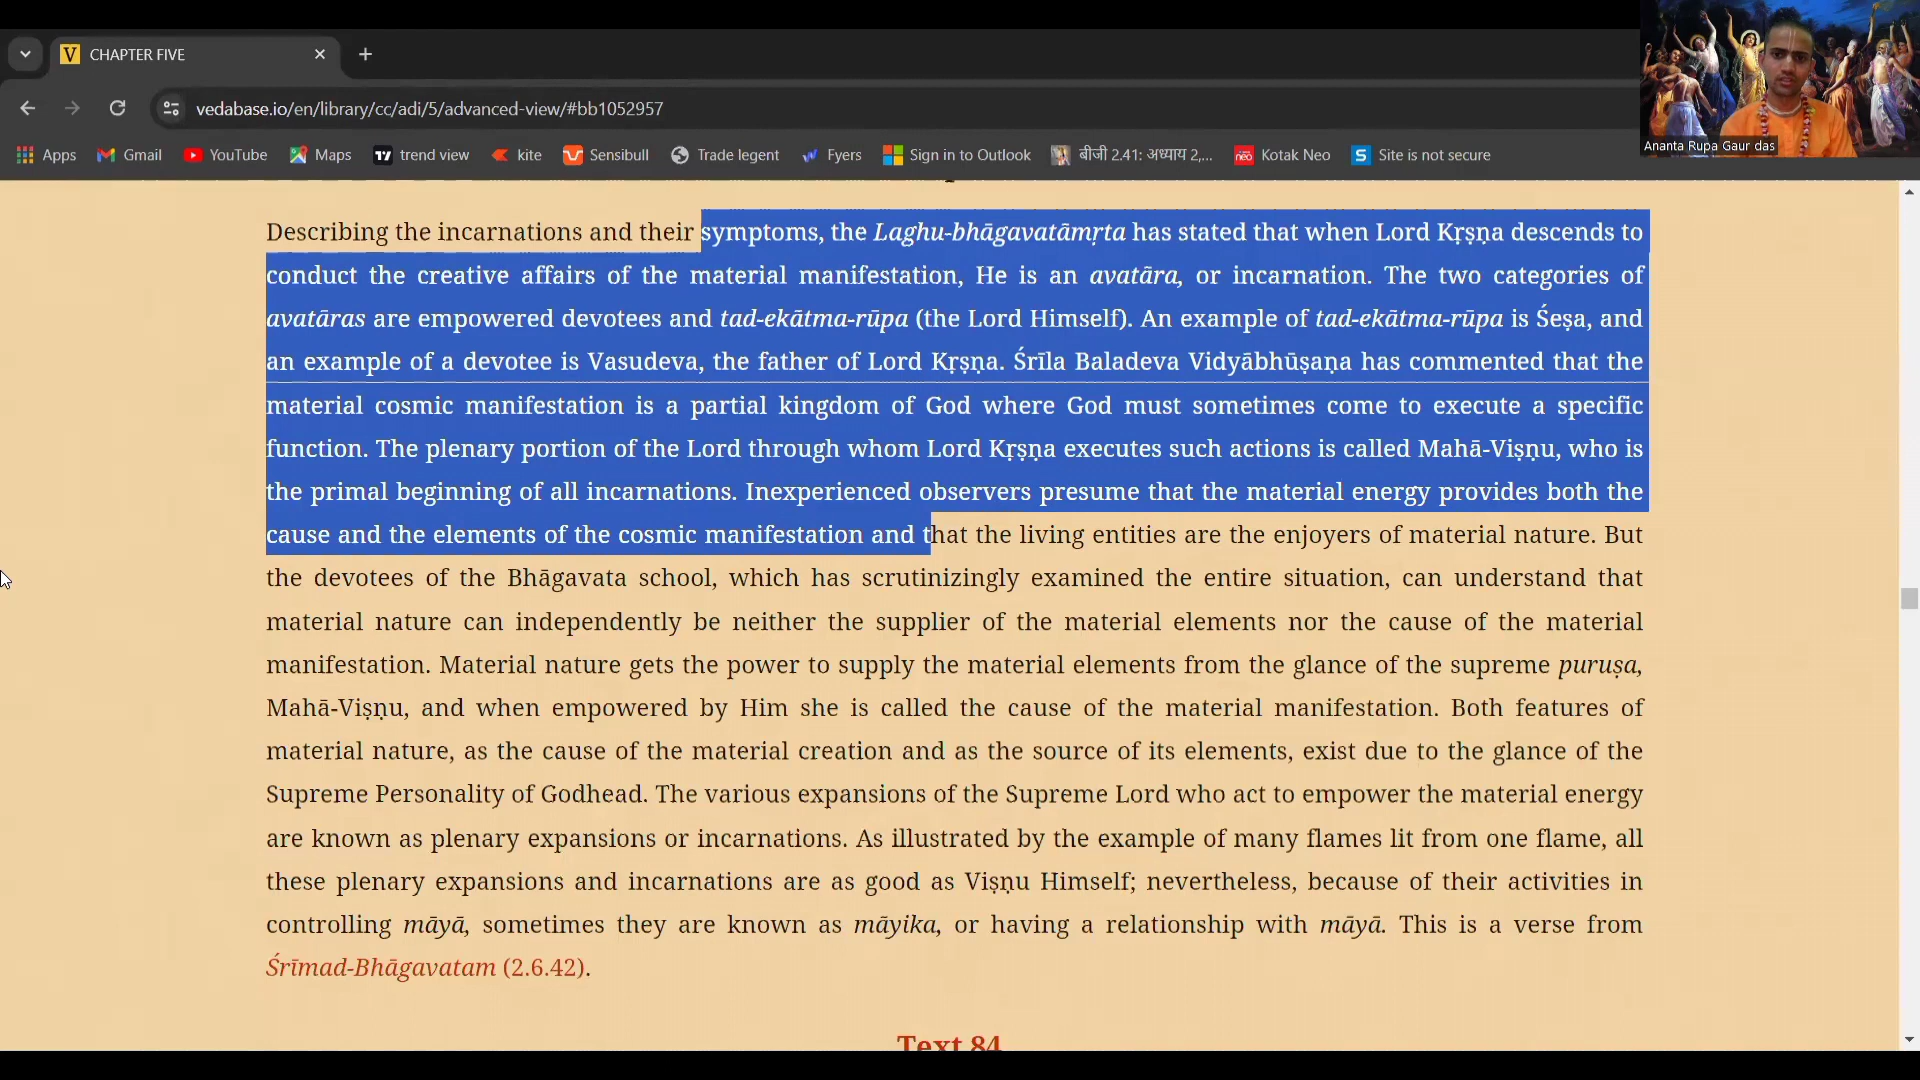 CHAPTER FIVE
vedabase.io/en/library/cc/adi/5/advanced-view/#bb1052957
Apps Gmail YouTube Maps trend view kite Sensibull Trade legent Fyers Sign in to Outlook बीजी 2.41: अध्याय 2,... neo Kotak Neo Site is not secure
Ananta Rupa Gaur das
Describing the incarnations and their symptoms, the Laghu-bhāgavatāmṛta has stated that when Lord Kṛṣṇa descends to
conduct the creative affairs of the material manifestation, He is an avatāra, or incarnation. The two categories of
avatāras are empowered devotees and tad-ekātma-rūpa (the Lord Himself). An example of tad-ekātma-rūpa is Śeṣa, and
an example of a devotee is Vasudeva, the father of Lord Kṛṣṇa. Śrīla Baladeva Vidyābhūṣaṇa has commented that the
material cosmic manifestation is a partial kingdom of God where God must sometimes come to execute a specific
function. The plenary portion of the Lord through whom Lord Kṛṣṇa executes such actions is called Mahā-Viṣṇu, who is
the primal beginning of all incarnations. Inexperienced observers presume that the material energy provides both the
cause and the elements of the cosmic manifestation and that the living entities are the enjoyers of material nature. But
the devotees of the Bhāgavata school, which has scrutinizingly examined the entire situation, can understand that
material nature can independently be neither the supplier of the material elements nor the cause of the material
manifestation. Material nature gets the power to supply the material elements from the glance of the supreme puruṣa,
Mahā-Viṣṇu, and when empowered by Him she is called the cause of the material manifestation. Both features of
material nature, as the cause of the material creation and as the source of its elements, exist due to the glance of the
Supreme Personality of Godhead. The various expansions of the Supreme Lord who act to empower the material energy
are known as plenary expansions or incarnations. As illustrated by the example of many flames lit from one flame, all
these plenary expansions and incarnations are as good as Viṣṇu Himself; nevertheless, because of their activities in
controlling māyā, sometimes they are known as māyika, or having a relationship with māyā. This is a verse from
Śrīmad-Bhāgavatam (2.6.42).
Text 84